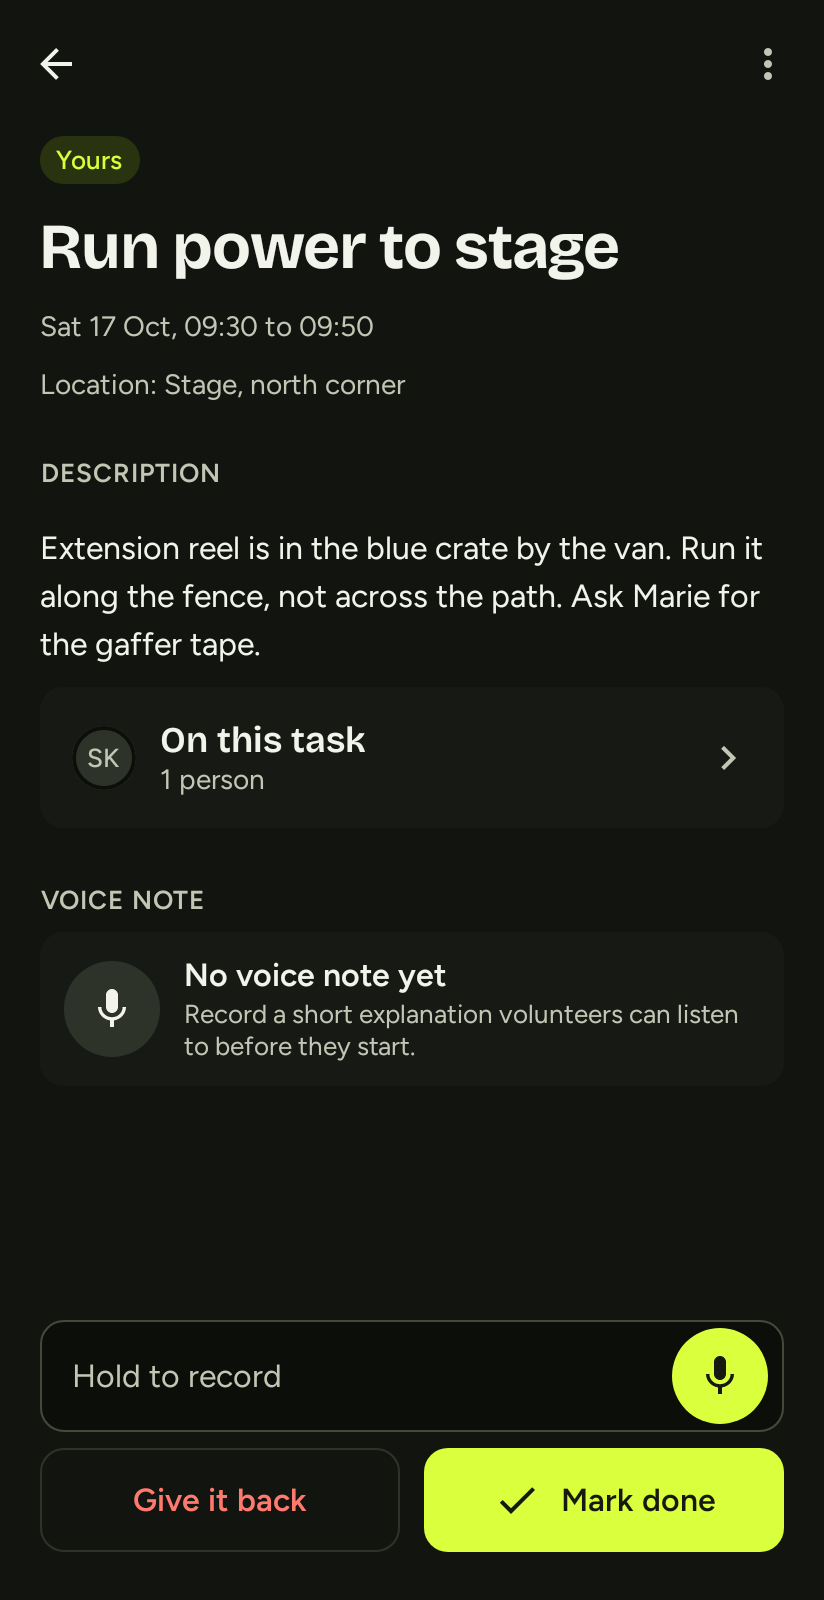 Yours
Run power to stage
Sat 17 Oct, 09:30 to 09:50
Location: Stage, north corner
DESCRIPTION
Extension reel is in the blue crate by the van. Run it
along the fence, not across the path. Ask Marie for
the gaffer tape.
SK
On this task
1 person
VOICE NOTE
No voice note yet
Record a short explanation volunteers can listen
to before they start.
Hold to record
Give it back
Mark done